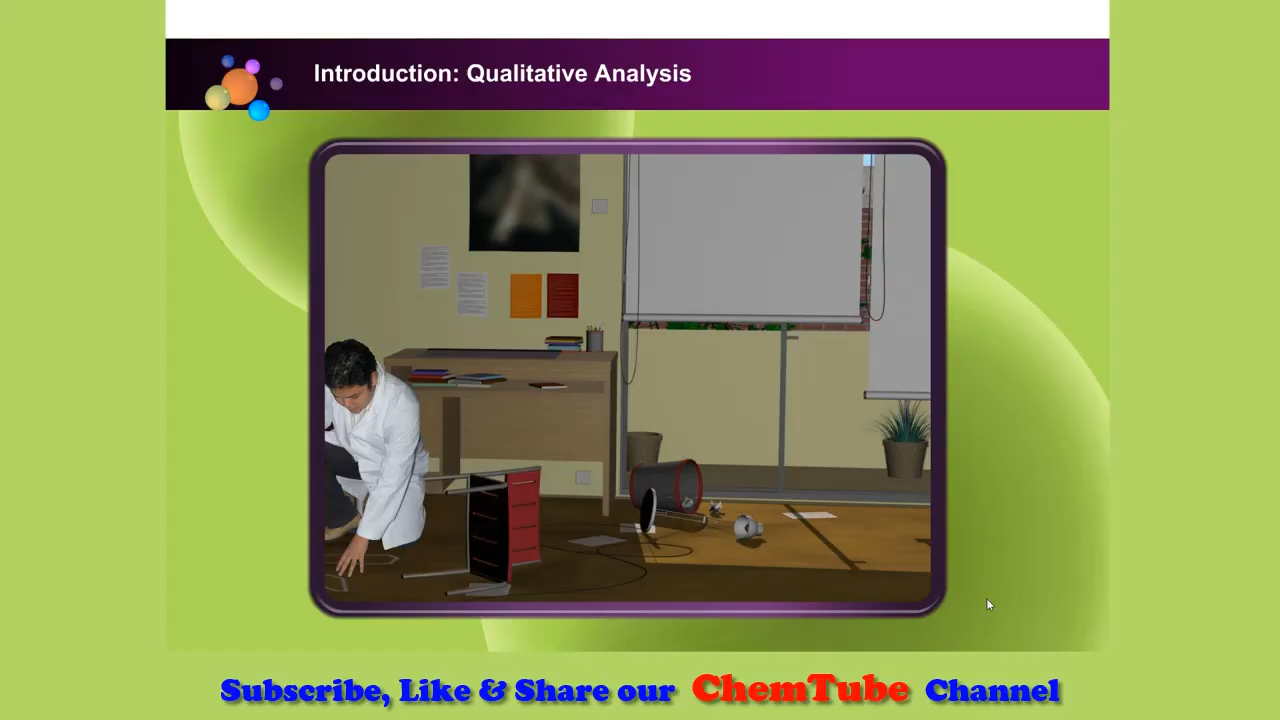 Introduction: Qualitative Analysis
Subscribe, Like & Share our ChemTube Channel